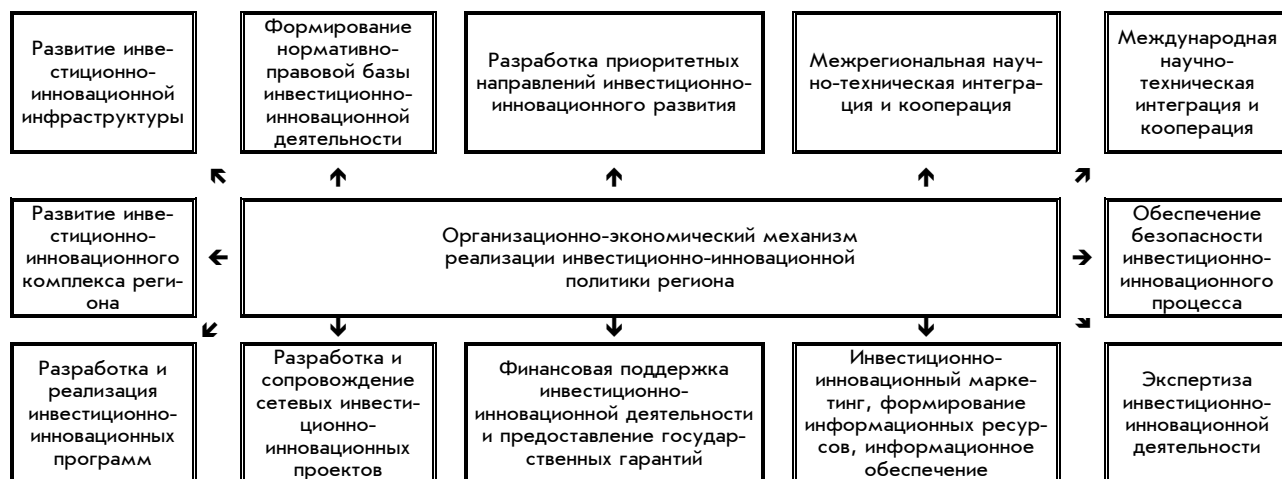 Развитие инве-
стиционно-
инновационной
инфраструктуры
Формирование
нормативно-
правовой базы
инвестиционно-
инновационной
деятельности
Разработка приоритетных
направлений инвестиционно-
инновационного развития
Межрегиональная науч-
но-техническая интегра-
ция и кооперация
Международная
научно-
техническая
интеграция и
кооперация
Развитие инве-
стиционно-
инновационного
комплекса реги-
она
Организационно-экономический механизм
реализации инвестиционно-инновационной
политики региона
Обеспечение
безопасности
инвестиционно-
инновационного
процесса
Разработка и
реализация
инвестиционно-
инновационных
программ
Разработка и
сопровождение
сетевых инвести-
ционно-
инновационных
проектов
Финансовая поддержка
инвестиционно-
инновационной деятельности
и предоставление государ-
ственных гарантий
Инвестиционно-
инновационный марке-
тинг, формирование
информационных ресур-
сов, информационное
обеспечение
Экспертиза
инвестиционно-
инновационной
деятельности